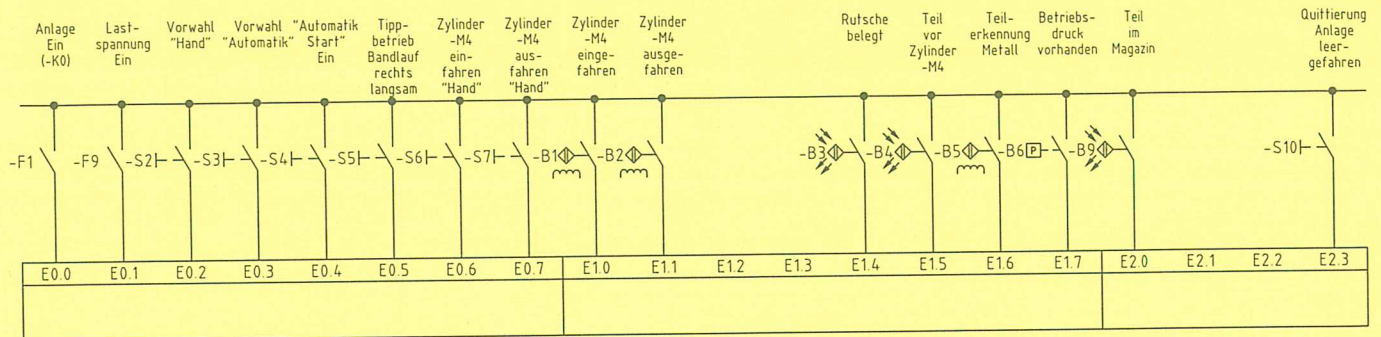 Anlage
Ein
(-K0)
Last-
spannung
Ein
Vorwahl
"Hand"
Vorwahl
"Automatik"
"Automatik
Start"
Ein
Tipp-
betrieb
Bandlauf
rechts
langsam
Zylinder
-M4
ein-
fahren
"Hand"
Zylinder
-M4
aus-
fahren
"Hand"
Zylinder
-M4
einge-
fahren
Zylinder
-M4
ausge-
fahren
Rutsche
belegt
Teil
vor
Zylinder
-M4
Teil-
erkennung
Metall
Betriebs-
druck
vorhanden
Teil
im
Magazin
Quittierung
Anlage
leer-
gefahren
-F1 -F9 -S2 -S3 -S4 -S5 -S6 -S7 -B1 -B2 -B3 -B4 -B5 -B6 P -B9 -S10
E0.0 E0.1 E0.2 E0.3 E0.4 E0.5 E0.6 E0.7 E1.0 E1.1 E1.2 E1.3 E1.4 E1.5 E1.6 E1.7 E2.0 E2.1 E2.2 E2.3